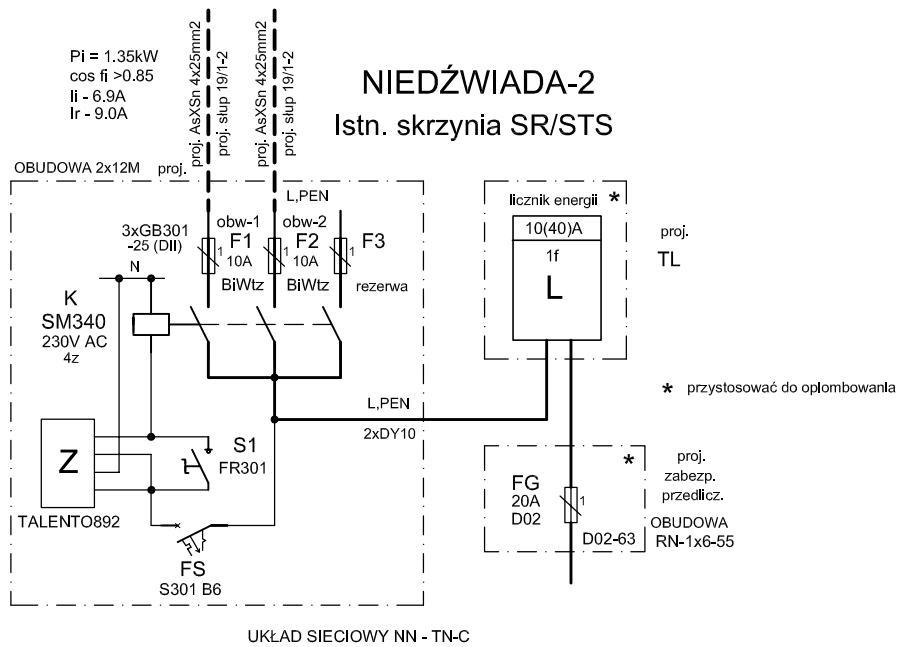 Pi = 1.35kW
cos fi >0.85
Ii - 6.9A
Ir - 9.0A
proj. AsXSn 4x25mm2
proj. słup 19/1-2
proj. AsXSn 4x25mm2
proj. słup 19/1-2
NIEDŹWIADA-2
Istn. skrzynia SR/STS
OBUDOWA 2x12M
proj.
L,PEN
3xGB301
-25 (DII)
N
obw-1
F1
10A
BiWtz
1
obw-2
F2
10A
BiWtz
1
F3
1
rezerwa
K
SM340
230V AC
4z
licznik energii *
10(40)A
1f
L
proj.
TL
* przystosować do oplombowania
L,PEN
2xDY10
Z
TALENTO892
S1
FR301
FS
S301 B6
*
FG
20A
D02
1
D02-63
proj.
zabezp.
przedlicz.
OBUDOWA
RN-1x6-55
UKŁAD SIECIOWY NN - TN-C